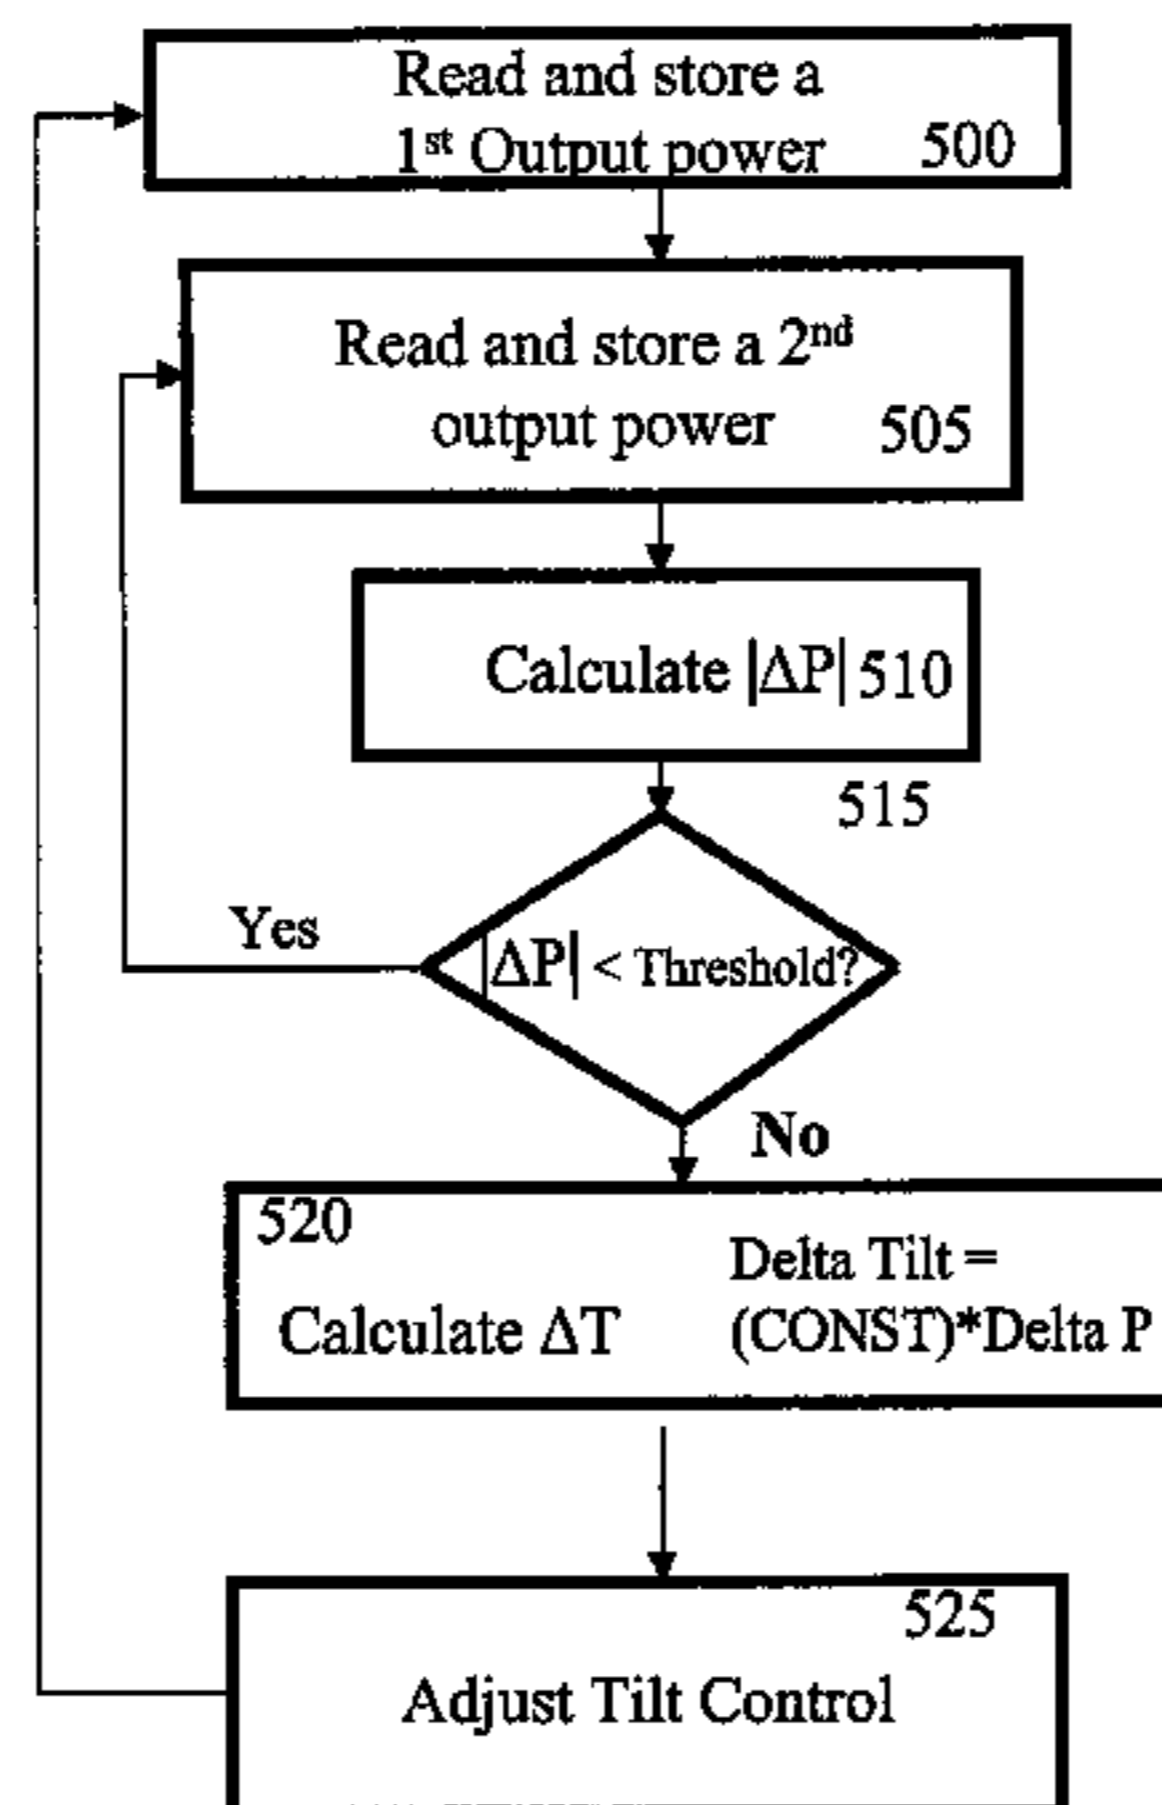 Read and store a
1st Output power 500
Read and store a 2nd
output power 505
Calculate |ΔP| 510
515
Yes
|ΔP| < Threshold?
No
520
Delta Tilt =
Calculate ΔT (CONST)*Delta P
525
Adjust Tilt Control